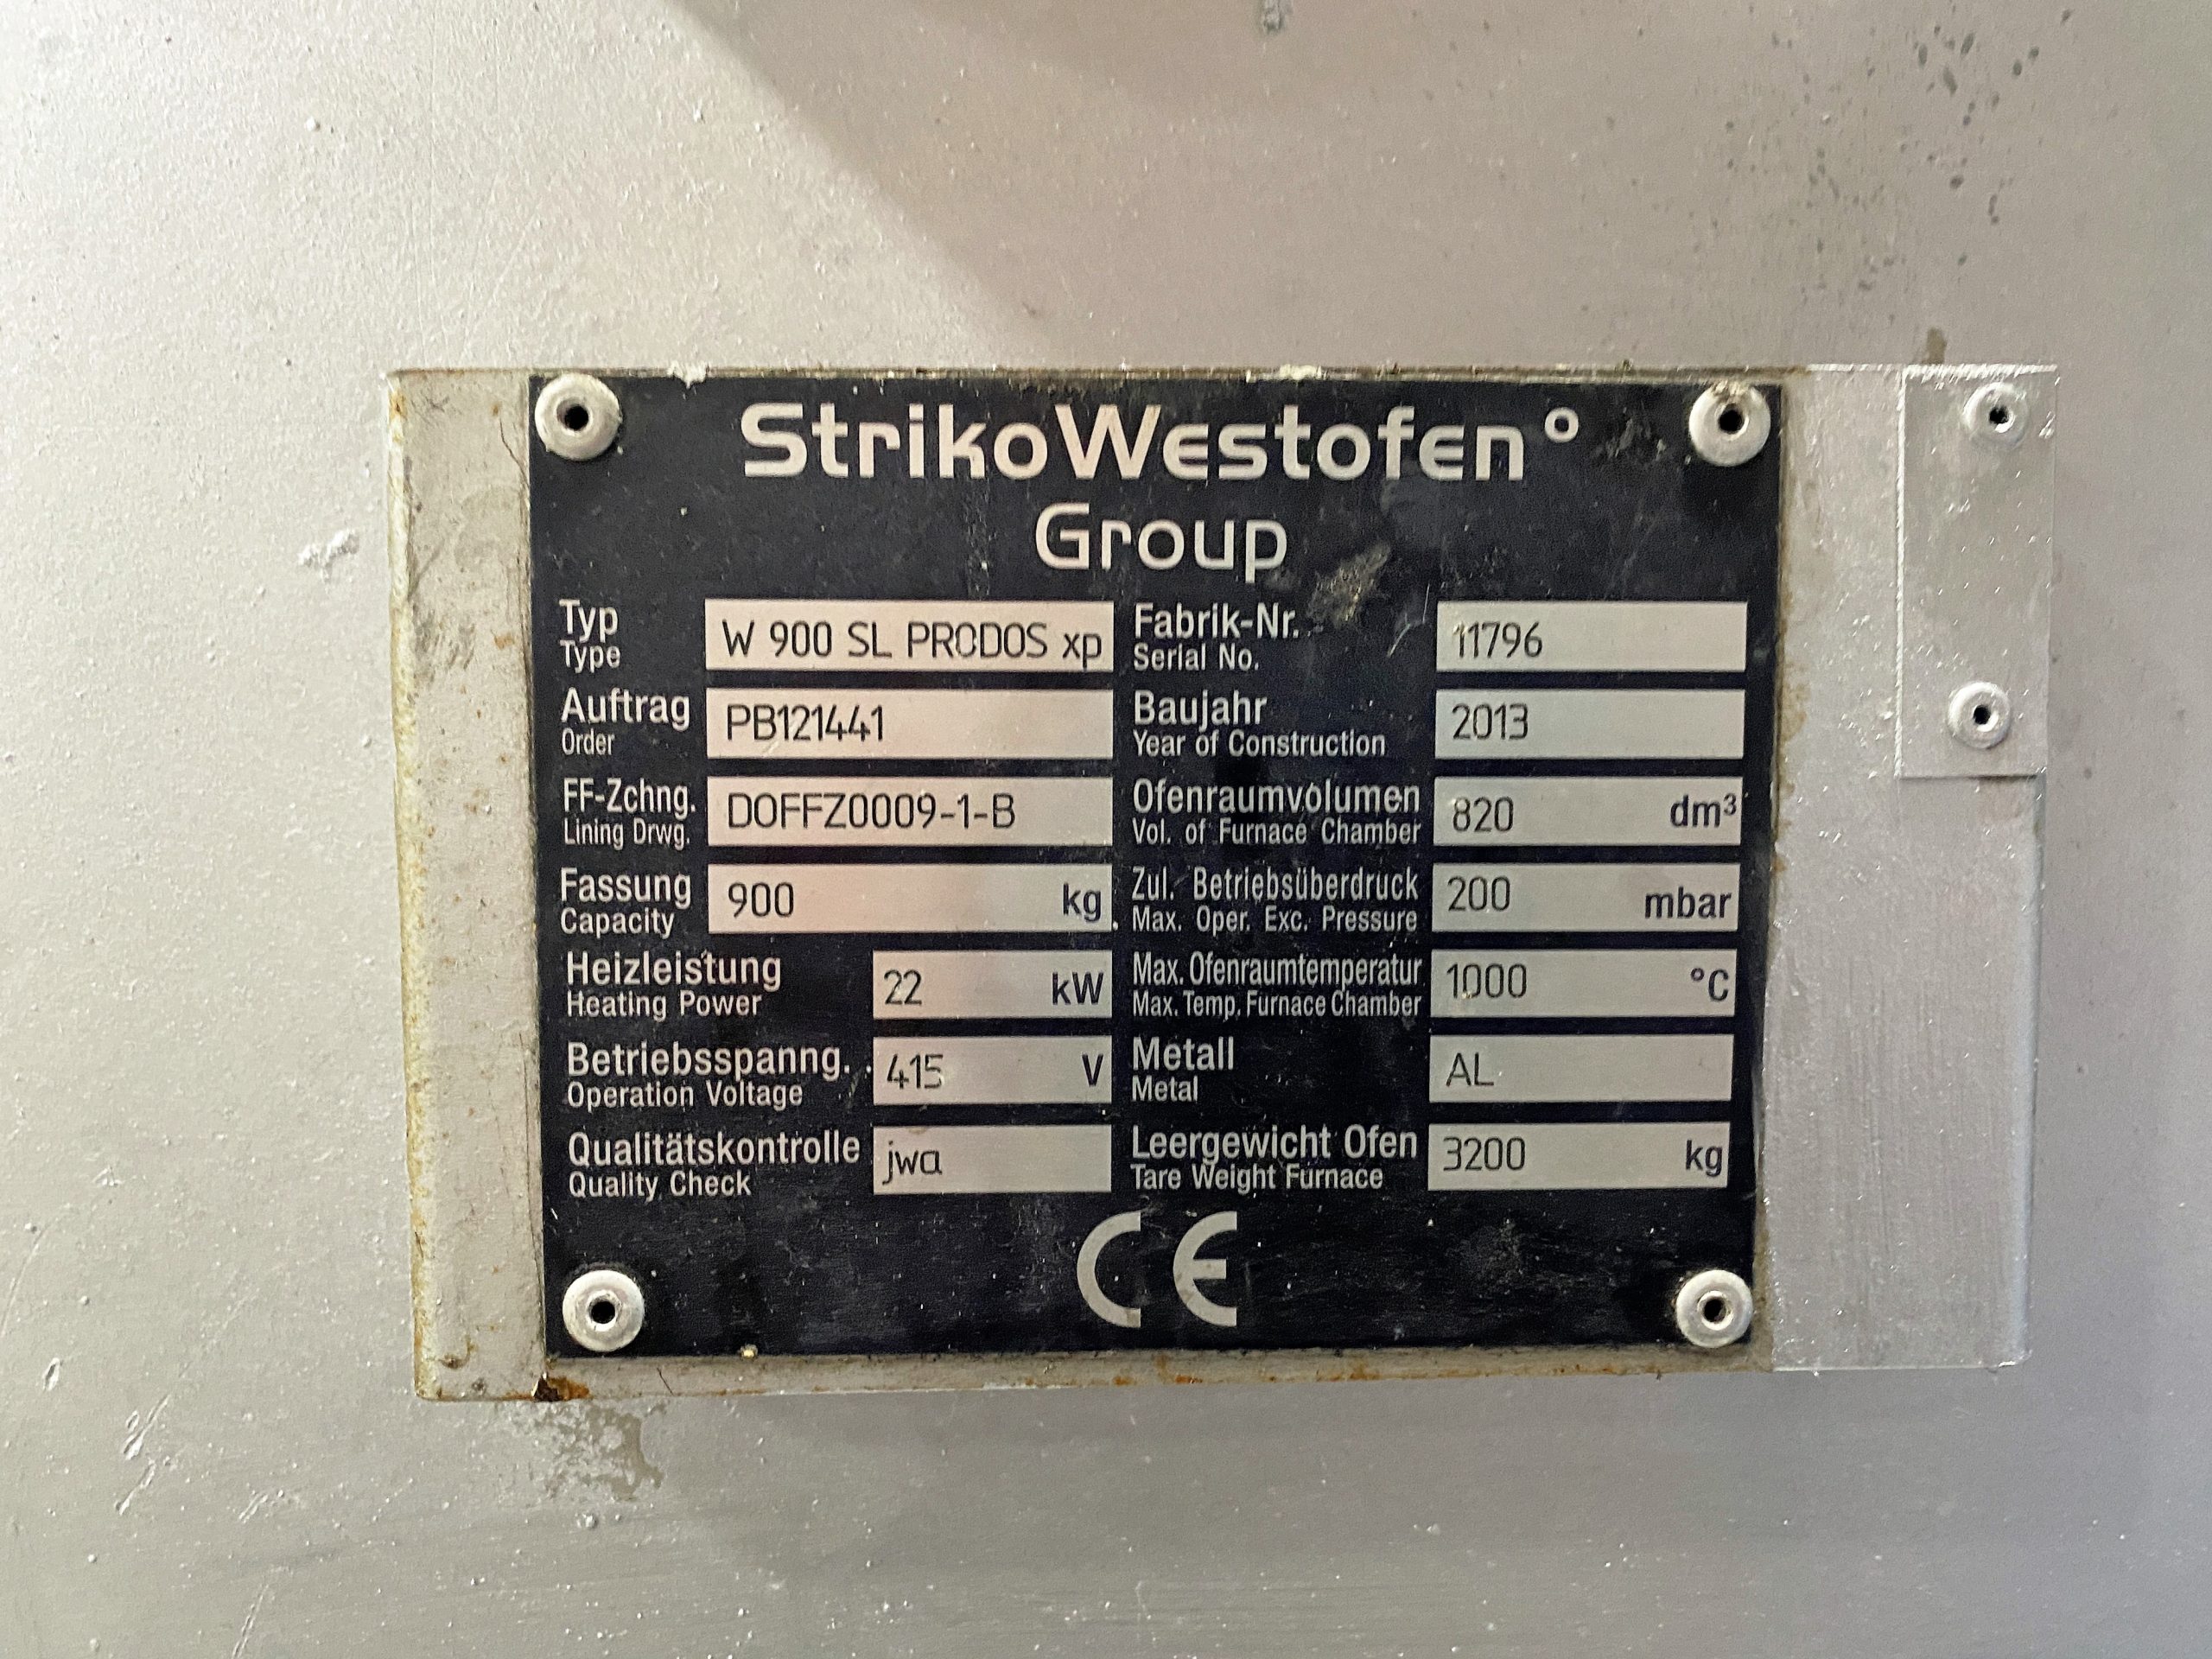 StrikoWestofen°
Group
Typ
Type
W 900 SL PRODOS xp
Fabrik-Nr.
Serial No.
11796
Auftrag
Order
PB121441
Baujahr
Year of Construction
2013
FF-Zchng.
Lining Drwg.
DOFFZ0009-1-B
Ofenraumvolumen
Vol. of Furnace Chamber
820 dm³
Fassung
Capacity
900 kg
Zul. Betriebsüberdruck
Max. Oper. Exc. Pressure
200 mbar
Heizleistung
Heating Power
22 kW
Max. Ofenraumtemperatur
Max. Temp. Furnace Chamber
1000 °C
Betriebsspanng.
Operation Voltage
415 V
Metall
Metal
AL
Qualitätskontrolle
Quality Check
jwa
Leergewicht Ofen
Tare Weight Furnace
3200 kg
CE